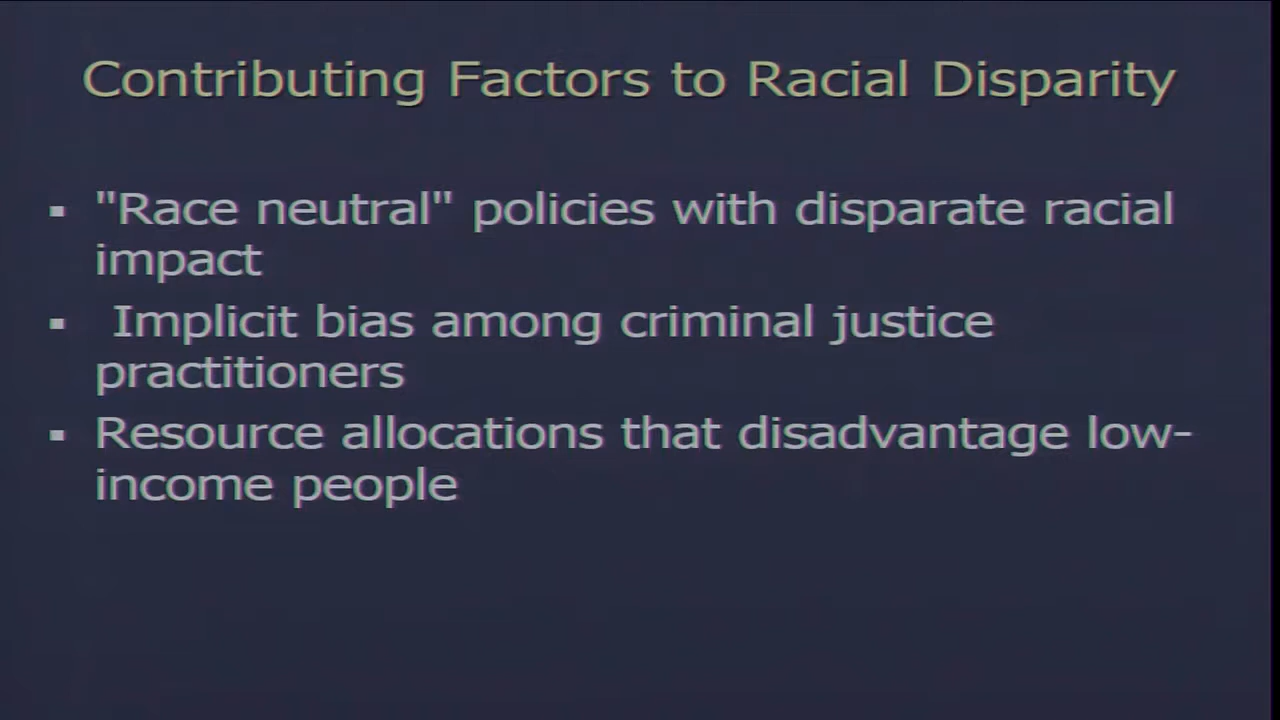 Contributing Factors to Racial Disparity
▪ "Race neutral" policies with disparate racial
impact
▪ Implicit bias among criminal justice
practitioners
▪ Resource allocations that disadvantage low-
income people